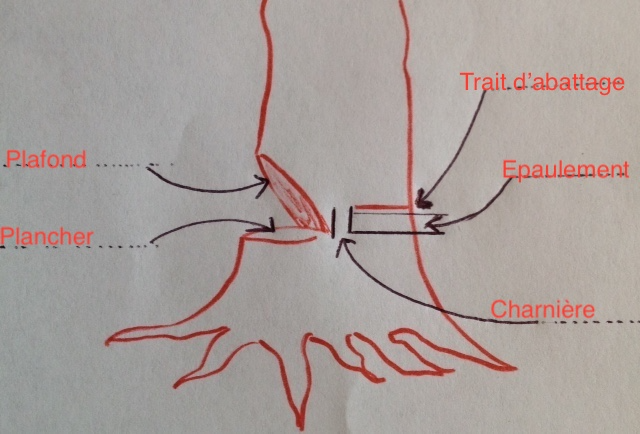 Trait d'abattage
Plafond
Epaulement
Plancher
Charnière